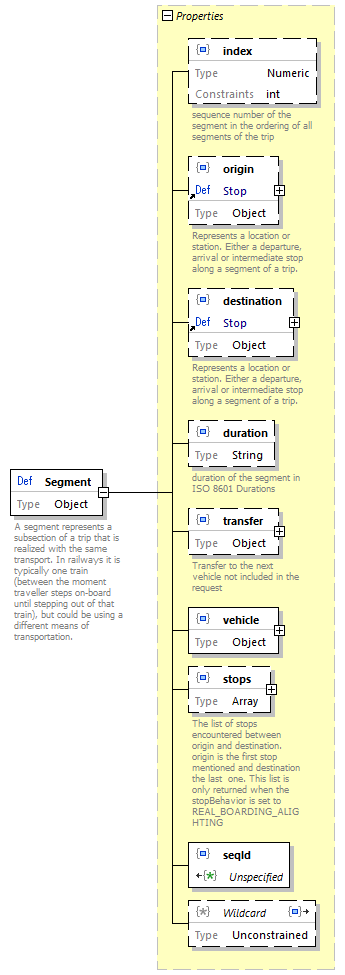 Properties
index
Type Numeric
Constraints int
sequence number of the
segment in the ordering of all
segments of the trip
origin
Def Stop
Type Object
Represents a location or
station. Either a departure,
arrival or intermediate stop
along a segment of a trip.
destination
Def Stop
Type Object
Represents a location or
station. Either a departure,
arrival or intermediate stop
along a segment of a trip.
duration
Type String
duration of the segment in
ISO 8601 Durations
Def Segment
Type Object
A segment represents a
subsection of a trip that is
realized with the same
transport. In railways it is
typically one train
(between the moment
traveller steps on-board
until stepping out of that
train), but could be using a
different means of
transportation.
transfer
Type Object
Transfer to the next
vehicle not included in the
request
vehicle
Type Object
stops
Type Array
The list of stops
encountered between
origin and destination.
origin is the first stop
mentioned and destination
the last one. This list is
only returned when the
stopBehavior is set to
REAL_BOARDING_ALIG
HTING
seqId
Unspecified
Wildcard
Type Unconstrained